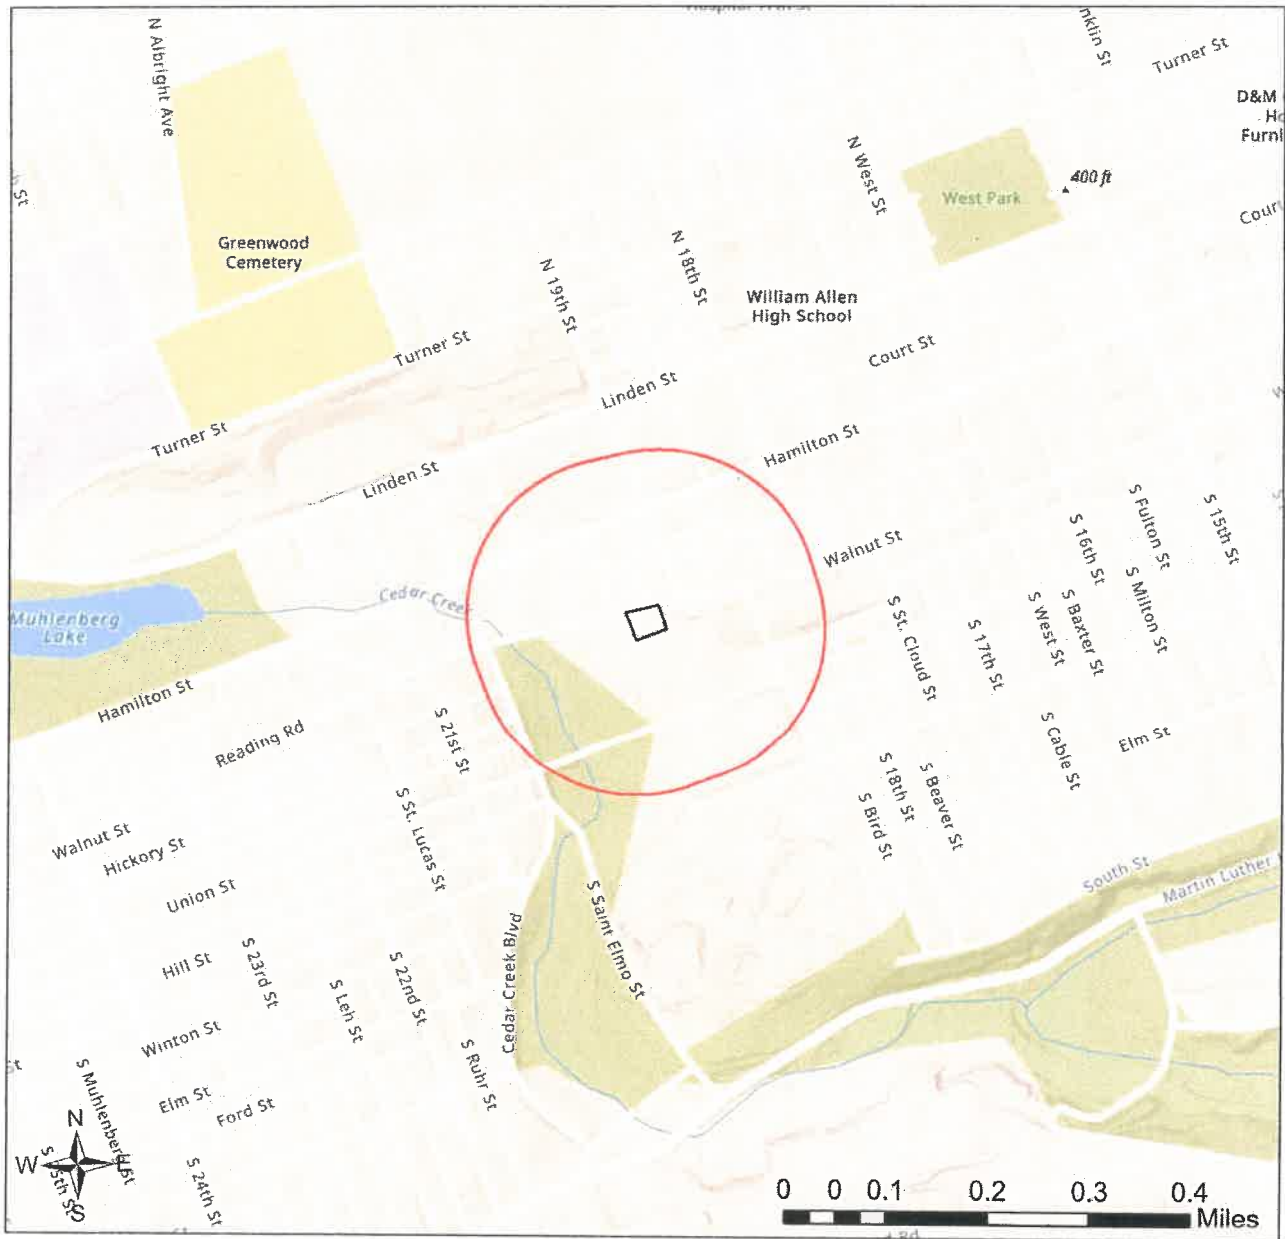 N Albright Ave
Turner St
D&M
400 ft
N West St
West Park
Greenwood
Cemetery
N 19th St
N 18th St
William Allen
High School
Turner St
Court St
Linden St
Turner St
Hamilton St
Linden St
Walnut St
S Fulton St
S 15th St
S 16th St
S Milton St
Cedar Creek
Muhlenberg
Lake
S St. Cloud St
S 17th St
S West St
S Baxter St
Hamilton St
Reading Rd
S 21st St
S Cable St
Elm St
S 18th St
S Beaver St
S Bird St
S St. Lucas St
Walnut St
Hickory St
Union St
South St
Martin Luther
S Saint Elmo St
Cedar Creek Blvd
Hill St
S 23rd St
S Leh St
S 22nd St
Winton St
S Ruhr St
Elm St
Ford St
S Muhlenberg St
S 24th St
N
W
S
0 0 0.1 0.2 0.3 0.4
Miles